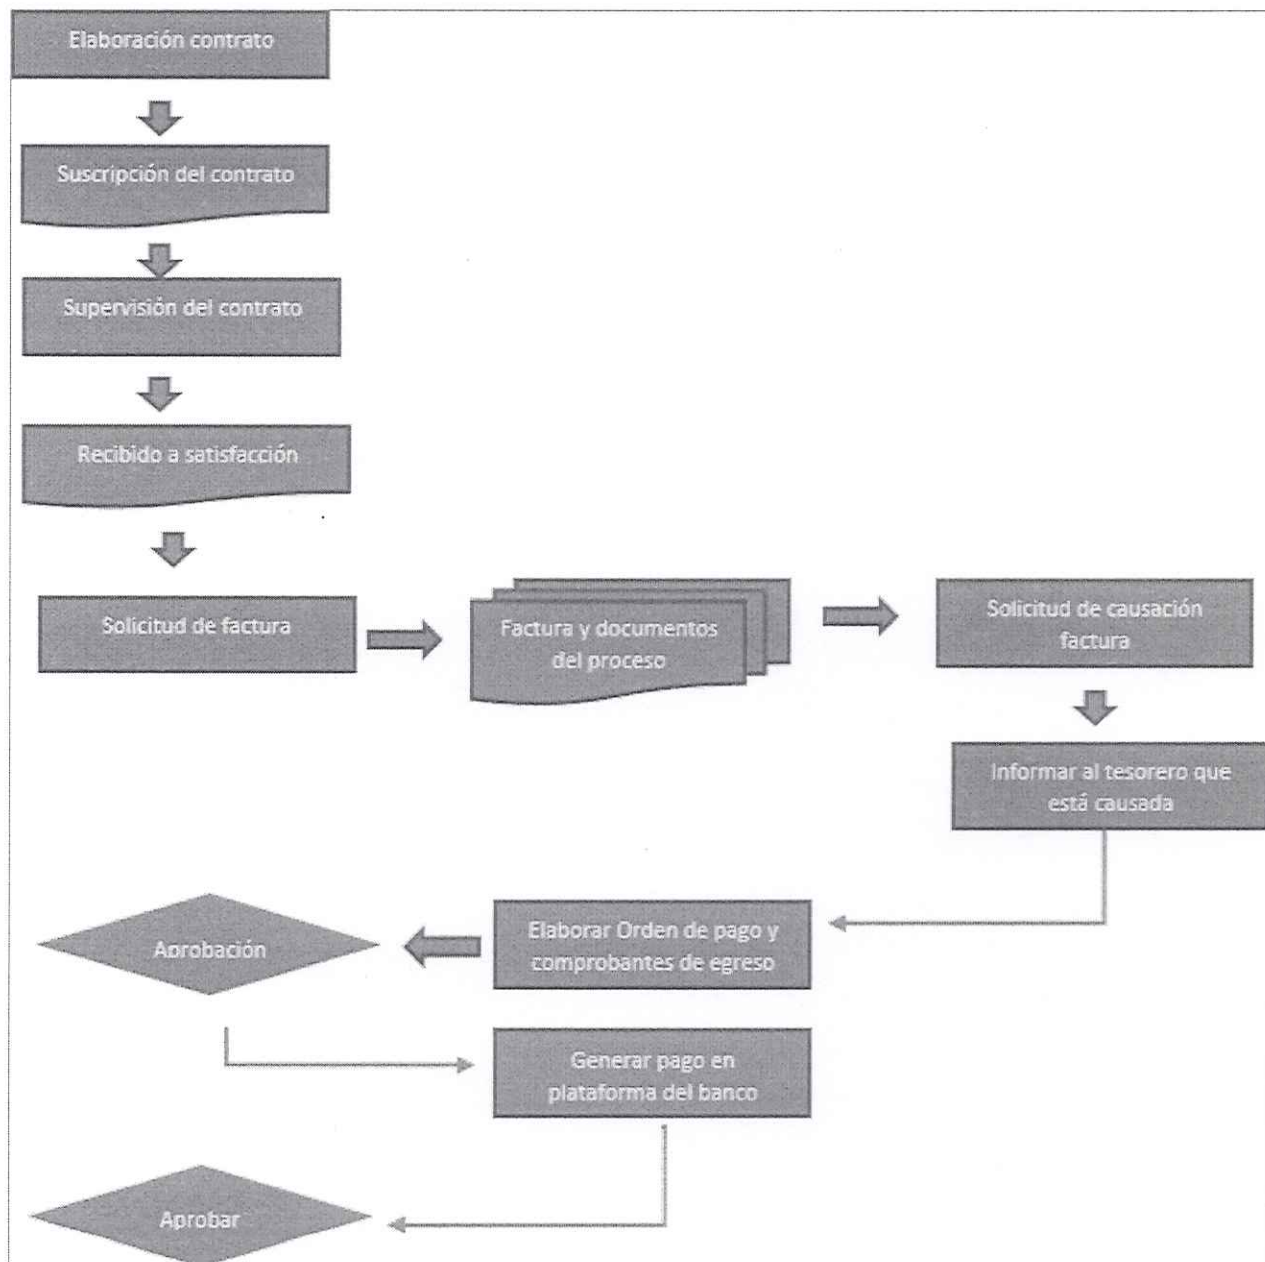 Elaboración contrato
Suscripción del contrato
Supervisión del contrato
Recibido a satisfacción
Solicitud de factura
Factura y documentos
del proceso
Solicitud de causación
factura
Informar al tesorero que
está causada
Elaborar Orden de pago y
comprobantes de egreso
Aprobación
Generar pago en
plataforma del banco
Aprobar